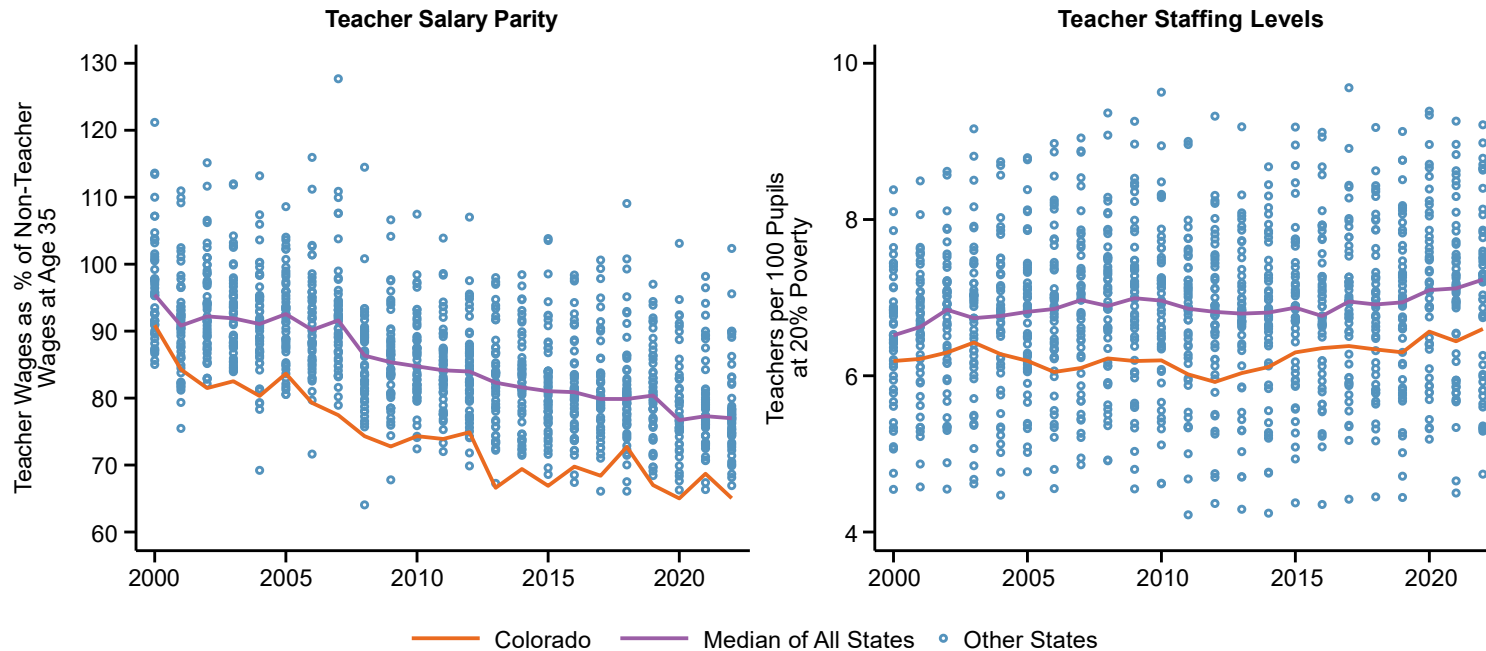 Teacher Salary Parity
Teacher Wages as % of Non-Teacher
Wages at Age 35
130
120
110
100
90
80
70
60
2000
2005
2010
2015
2020
Teacher Staffing Levels
Teachers per 100 Pupils
at 20% Poverty
10
8
6
4
2000
2005
2010
2015
2020
Colorado
Median of All States
Other States